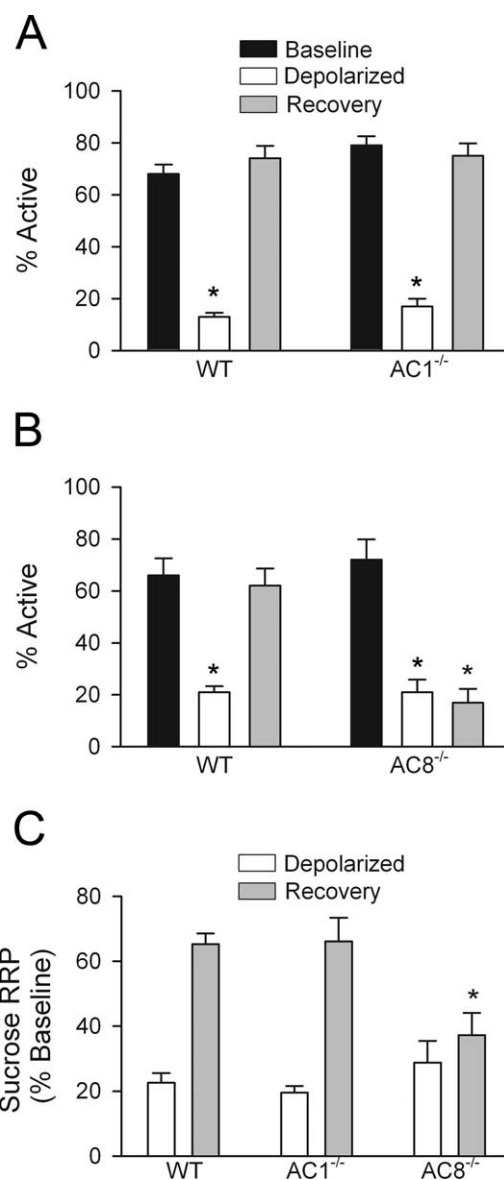 A
Baseline
Depolarized
Recovery
100
80
60
40
20
0
% Active
*
*
WT
AC1-/-
B
100
80
60
40
20
0
% Active
*
*
*
WT
AC8-/-
C
Depolarized
Recovery
80
60
40
20
0
Sucrose RRP
(% Baseline)
*
WT
AC1-/-
AC8-/-